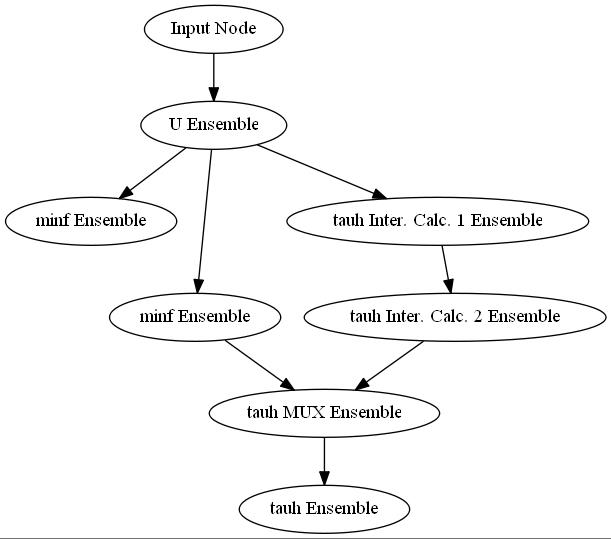 Input Node
U Ensemble
minf Ensemble
tauh Inter. Calc. 1 Ensemble
minf Ensemble
tauh Inter. Calc. 2 Ensemble
tauh MUX Ensemble
tauh Ensemble